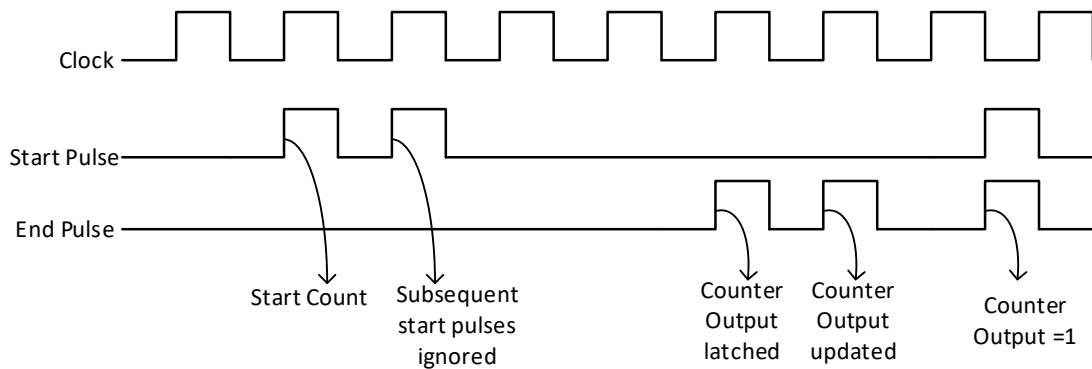 Clock
Start Pulse
End Pulse
Start Count
Subsequent
start pulses
ignored
Counter
Output
latched
Counter
Output
updated
Counter
Output =1